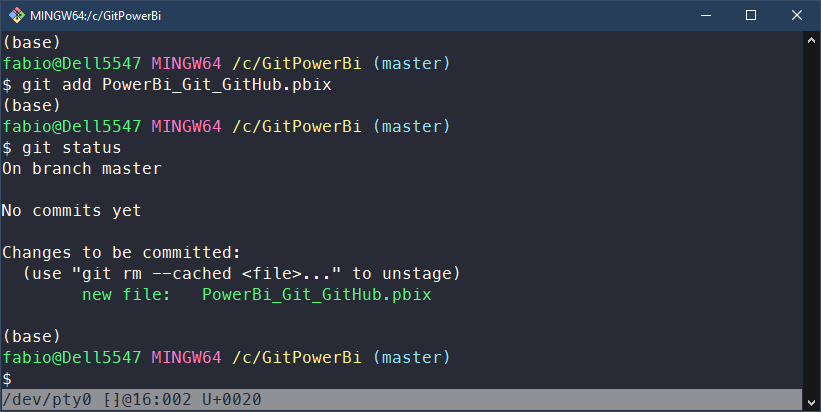 MINGW64:/c/GitPowerBi
(base)
fabio@Dell5547 MINGW64 /c/GitPowerBi (master)
$ git add PowerBi_Git_GitHub.pbix
(base)
fabio@Dell5547 MINGW64 /c/GitPowerBi (master)
$ git status
On branch master

No commits yet

Changes to be committed:
  (use "git rm --cached <file>..." to unstage)
        new file:   PowerBi_Git_GitHub.pbix

(base)
fabio@Dell5547 MINGW64 /c/GitPowerBi (master)
$
/dev/pty0 []@16:002 U+0020